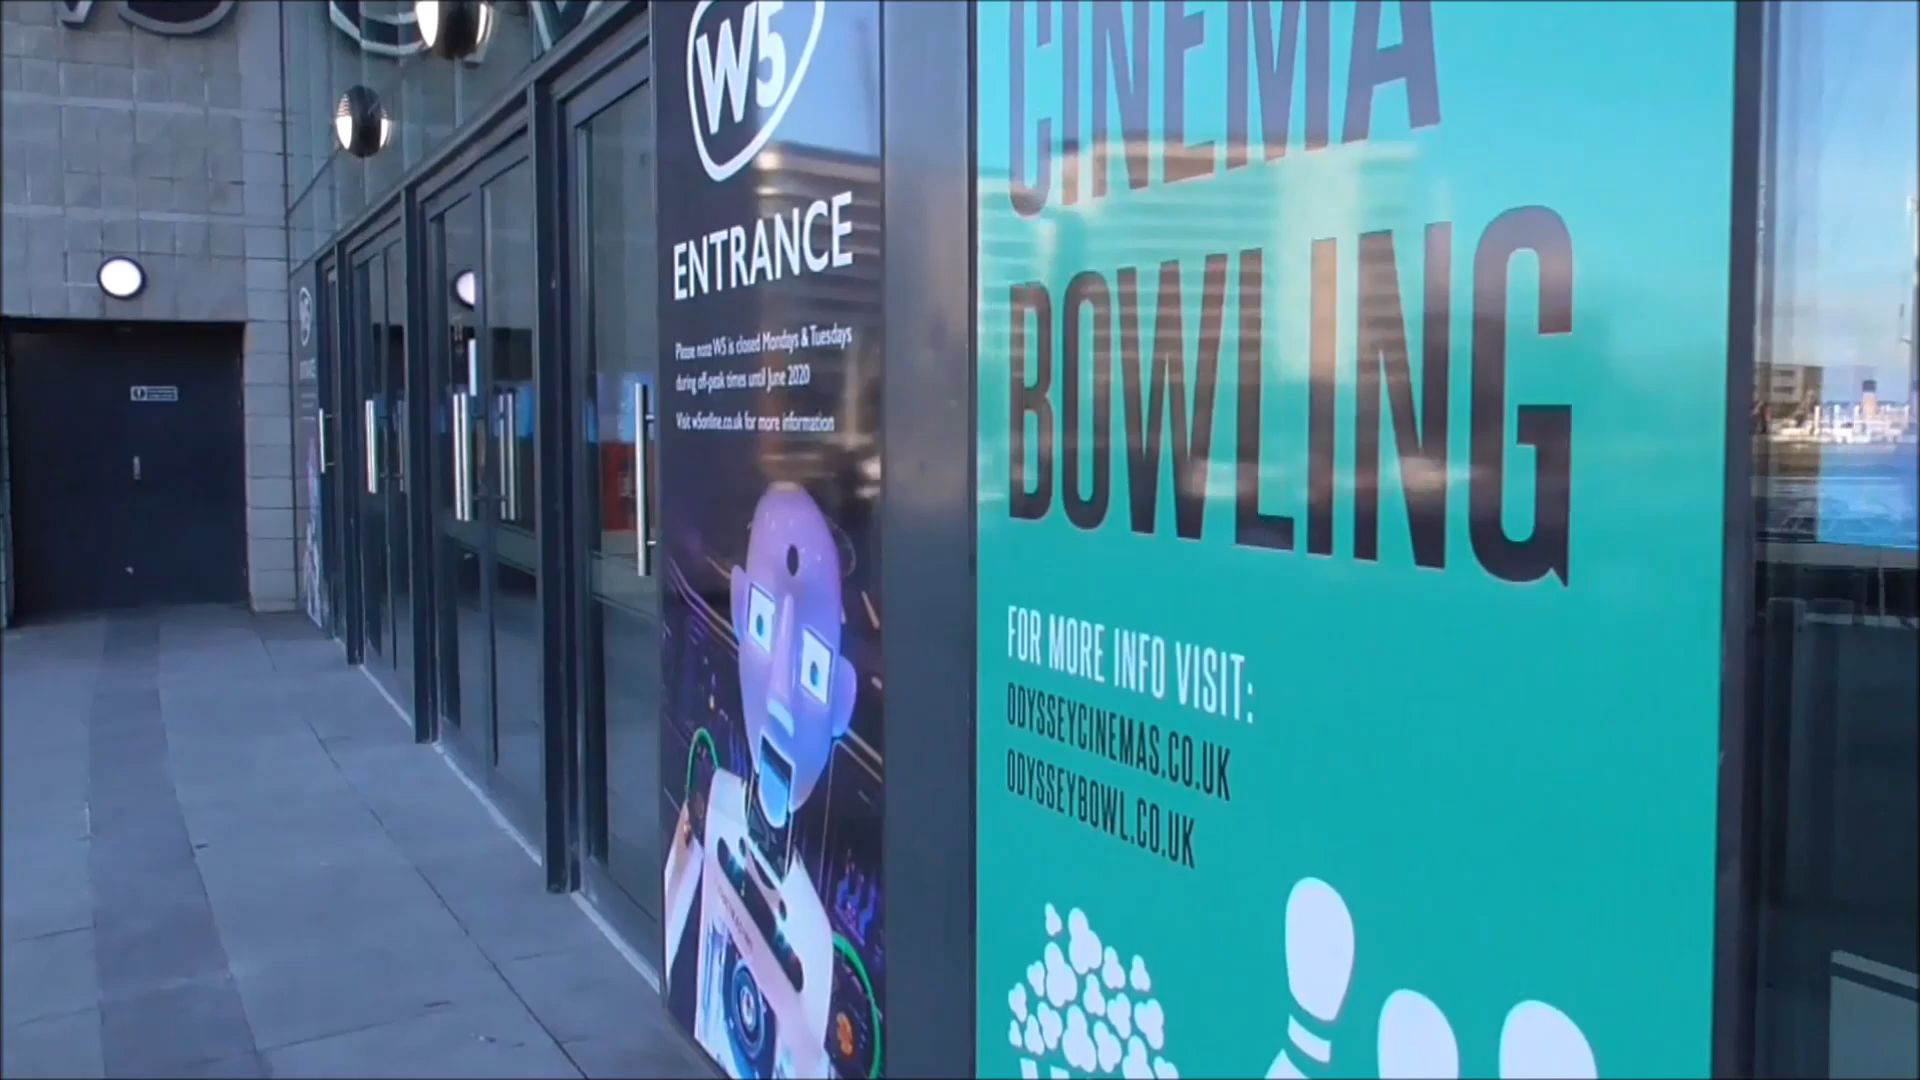 W5
ENTRANCE
Please note W5 is closed Mondays & Tuesdays
during off-peak times until June 2020
Visit w5online.co.uk for more information
CINEMA
BOWLING
FOR MORE INFO VISIT:
ODYSSEYCINEMAS.CO.UK
ODYSSEYBOWL.CO.UK
W5